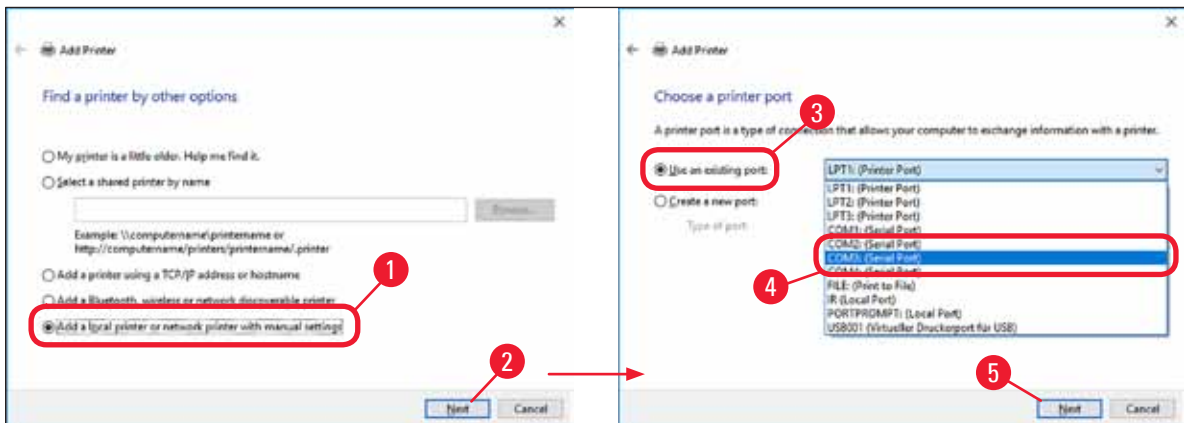 Add Printer
Find a printer by other options
My printer is a little older. Help me find it.
Select a shared printer by name
Browse...
Example: \\computername\printername or
http://computername/printers/printername/.printer
Add a printer using a TCP/IP address or hostname
1
Add a Bluetooth, wireless or network discoverable printer
Add a local printer or network printer with manual settings
2
Next
Cancel
Add Printer
Choose a printer port
3
A printer port is a type of connection that allows your computer to exchange information with a printer.
Use an existing port:
LPT1: (Printer Port)
LPT1: (Printer Port)
Create a new port:
LPT2: (Printer Port)
LPT3: (Printer Port)
Type of port:
COM1: (Serial Port)
COM2: (Serial Port)
COM3: (Serial Port)
4
COM4: (Serial Port)
FILE: (Print to File)
IR (Local Port)
PORTPROMPT: (Local Port)
USB001 (Virtueller Druckerport für USB)
5
Next
Cancel